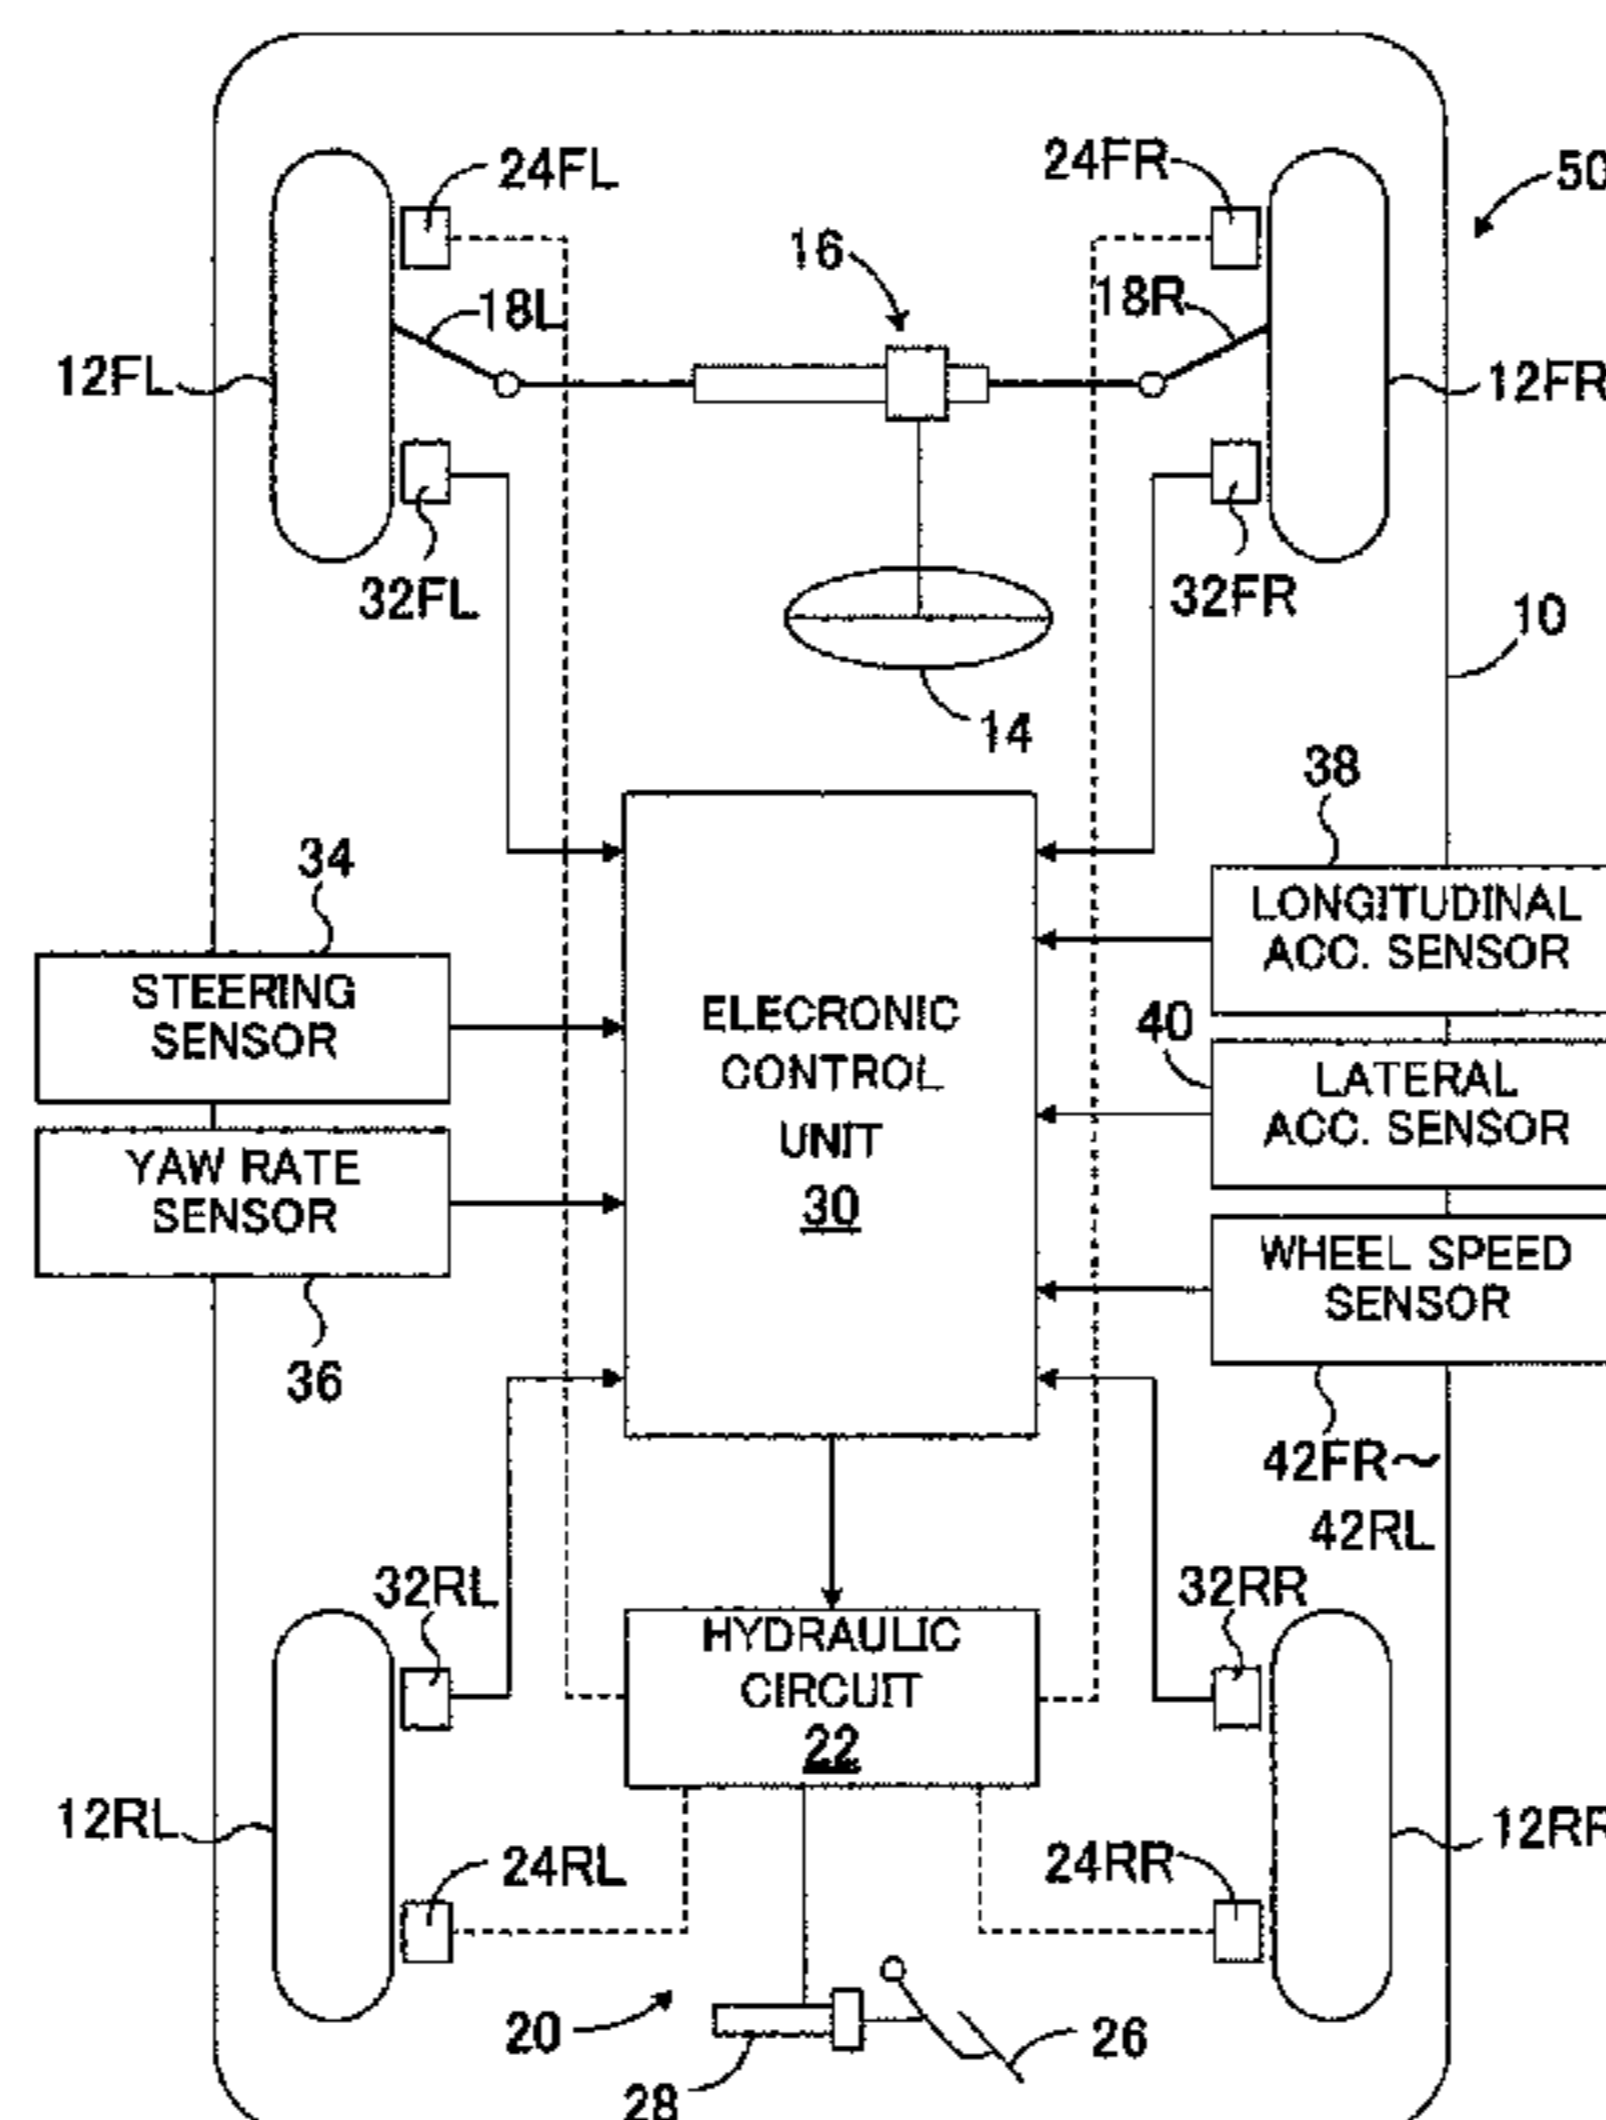 24FL
24FR
50
16
18L
18R
12FL
12FR
32FL
32FR
10
14
38
34
LONGITUDINAL
ACC. SENSOR
STEERING
SENSOR
ELECRONIC
CONTROL
UNIT
30
40
LATERAL
ACC. SENSOR
YAW RATE
SENSOR
WHEEL SPEED
SENSOR
36
42FR~
42RL
32RL
32RR
HYDRAULIC
CIRCUIT
22
12RL
12RR
24RL
24RR
20
26
28